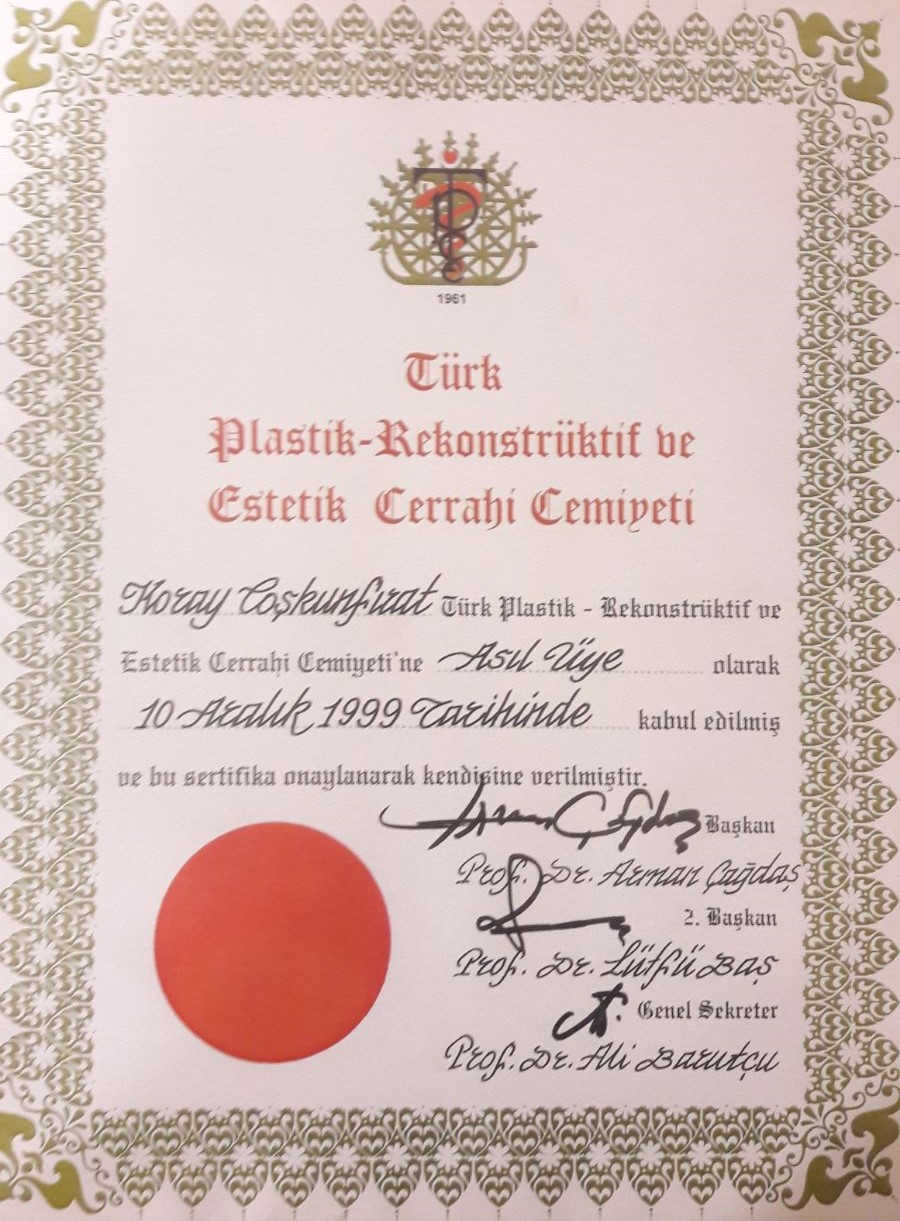 1961
Türk
Plastik-Rekonstrüktif ve
Estetik Cerrahi Cemiyeti
Koray Coşkunfırat Türk Plastik - Rekonstrüktif ve
Estetik Cerrahi Cemiyeti'ne Asıl Üye olarak
10 Aralık 1999 Tarihinde kabul edilmiş
ve bu sertifika onaylanarak kendisine verilmiştir.
Başkan
Prof. Dr. Arman Çağdaş
2. Başkan
Prof. Dr. Lütfü Baş
Genel Sekreter
Prof. Dr. Ali Barutçu